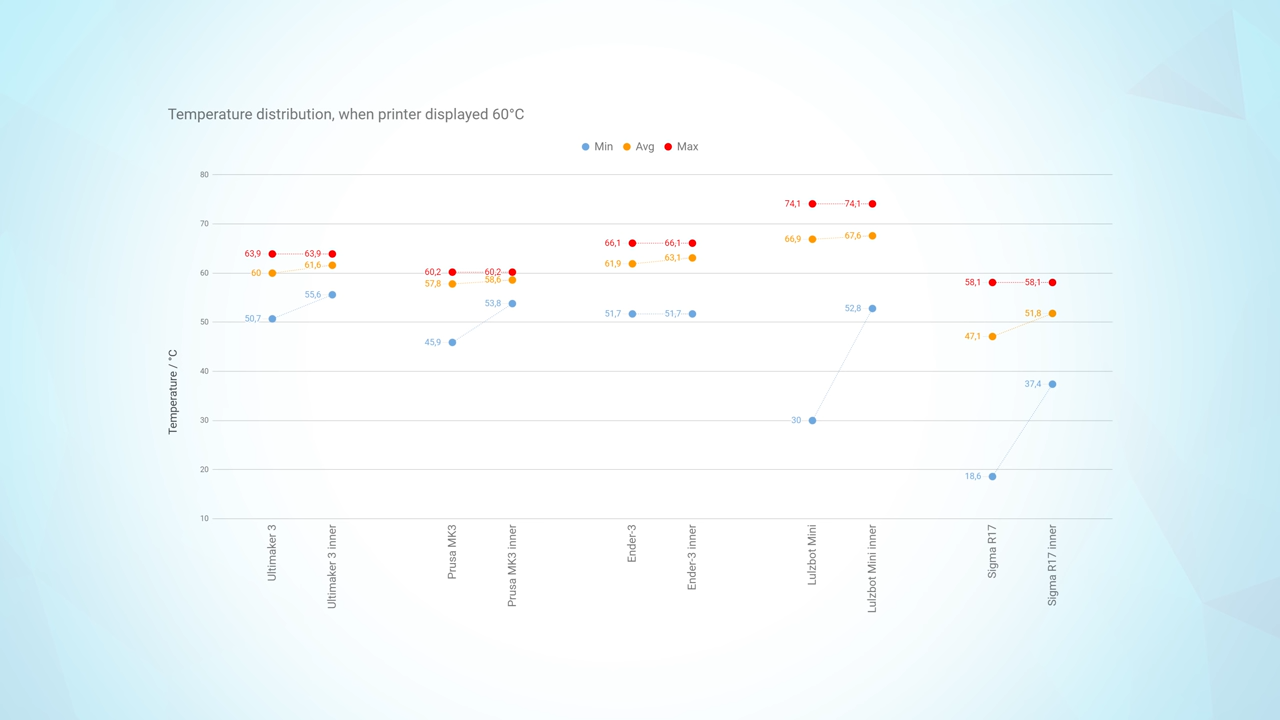 Temperature distribution, when printer displayed 60°C
Min Avg Max
80
70
60
50
40
30
20
10
Temperature / °C
63,9 63,9
60 61,6
50,7 55,6
60,2 60,2
57,8 58,6
45,9 53,8
66,1 66,1
61,9 63,1
51,7 51,7
74,1 74,1
66,9 67,6
30 52,8
58,1 58,1
47,1 51,8
18,6 37,4
Ultimaker 3
Ultimaker 3 inner
Prusa MK3
Prusa MK3 inner
Ender-3
Ender-3 inner
Lulzbot Mini
Lulzbot Mini inner
Sigma R17
Sigma R17 inner